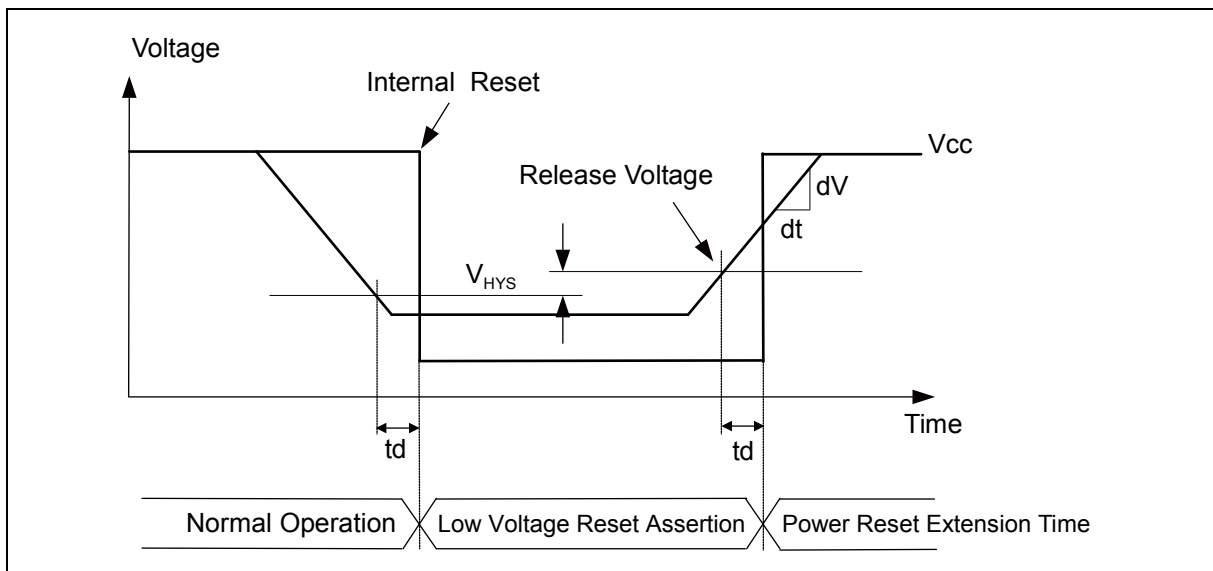 Voltage
Internal Reset
Vcc
Release Voltage
dV
dt
VHYS
Time
td
td
Normal Operation
Low Voltage Reset Assertion
Power Reset Extension Time